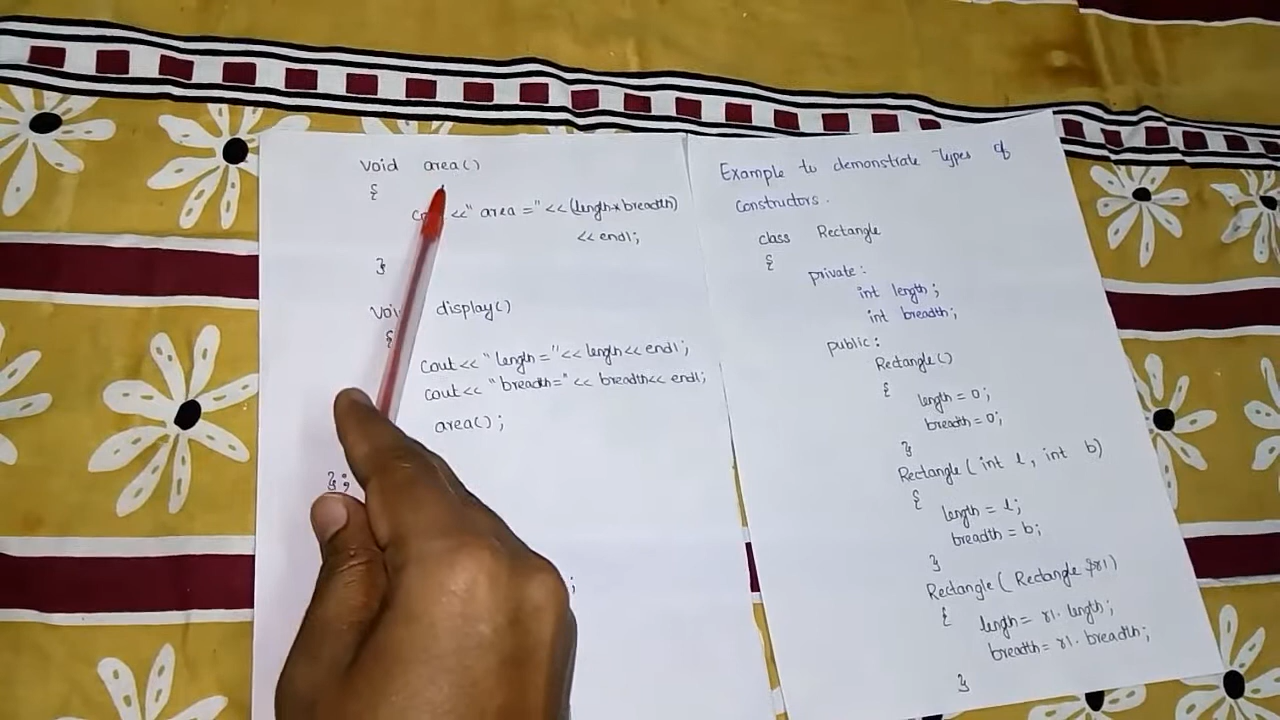 void area()
{
cout <<" area =" << (length*breadth)
<< endl;
}
void display()
{
cout<< "length=" << length<< endl;
cout<< "breadth=" << breadth<< endl;
area();
};
;
Example to demonstrate Types of
constructors.
class Rectangle
{
private:
int length;
int breadth;
public:
Rectangle()
{
length=0;
breadth=0;
}
Rectangle( int l, int b)
{
length= l;
breadth= b;
}
Rectangle( Rectangle &r1)
{
length= r1. length;
breadth= r1. breadth;
}